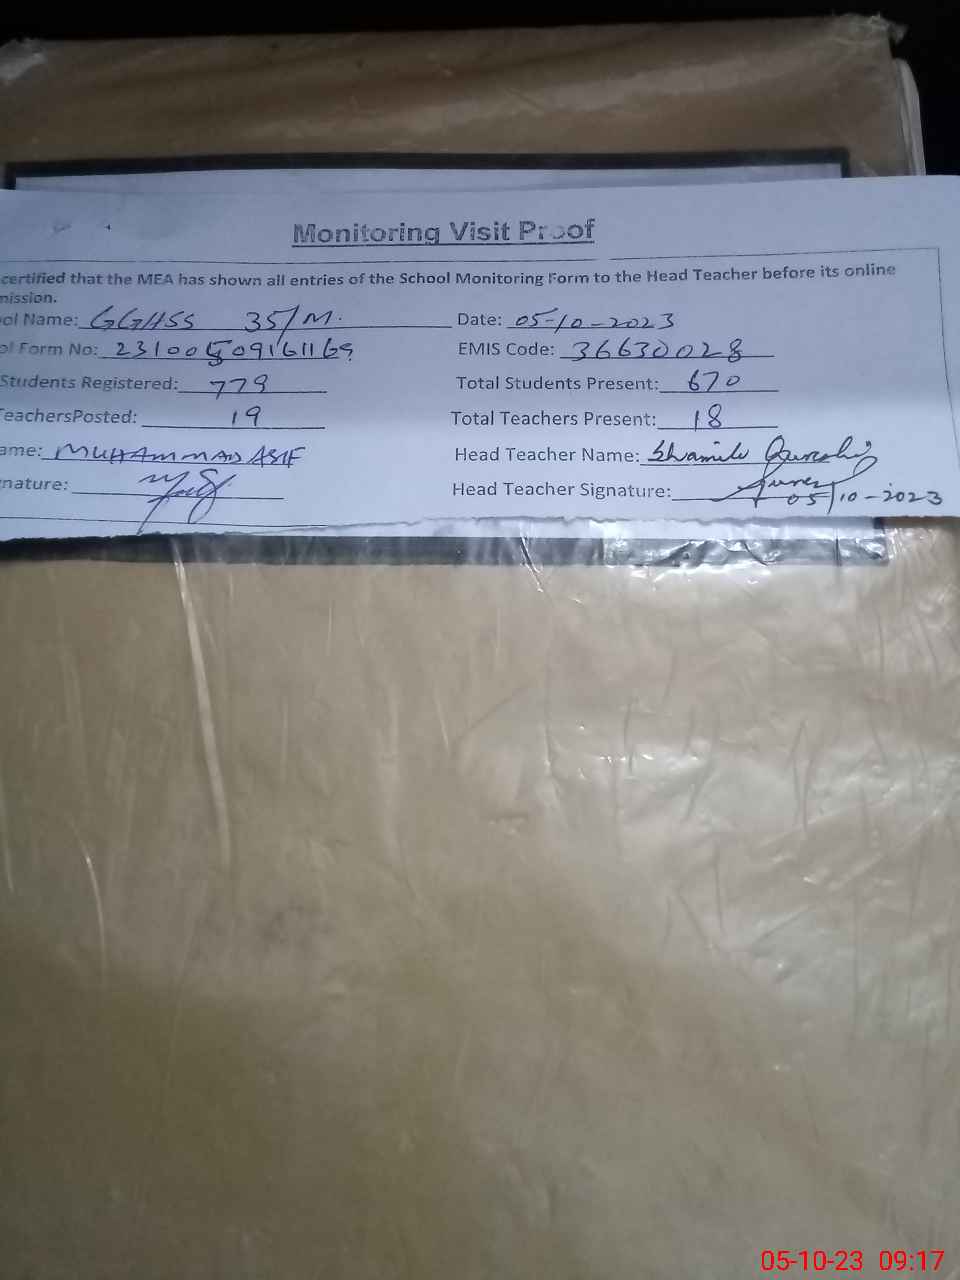 Monitoring Visit Proof
certified that the MEA has shown all entries of the School Monitoring Form to the Head Teacher before its online
mission.
ol Name: GGHSS 35/M. Date: 05-10-2023
ol Form No: 23100509161169 EMIS Code: 36630028
Students Registered: 779 Total Students Present: 670
TeachersPosted: 19 Total Teachers Present: 18
ame: MUHAMMAD ASIF Head Teacher Name: Qureshi
nature: Head Teacher Signature: 05/10-2023
05-10-23 09:17